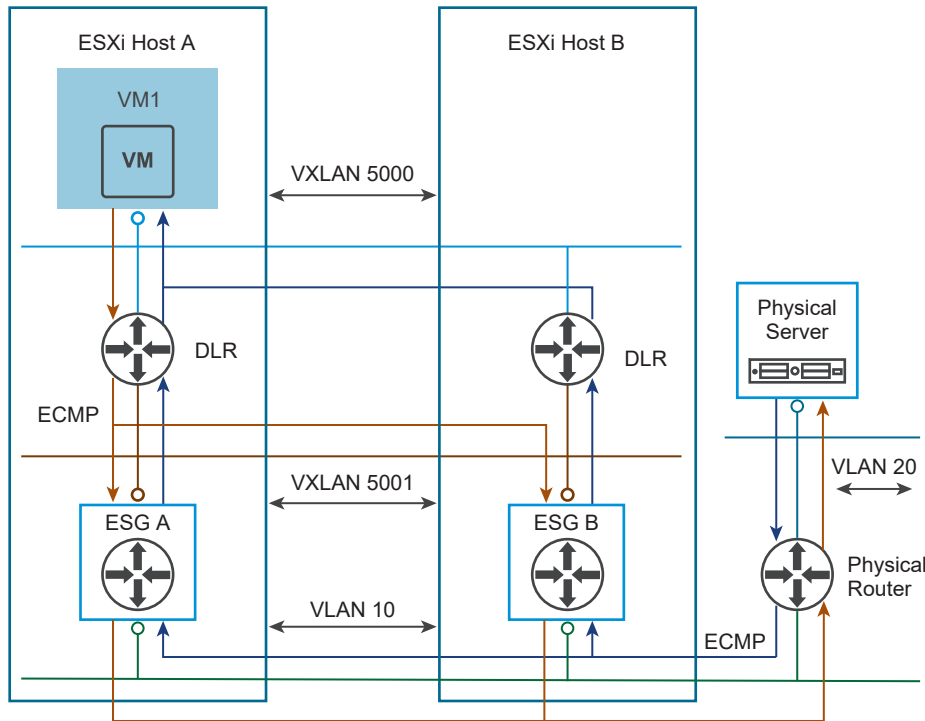 ESXi Host A
ESXi Host B
VM1
VM
VXLAN 5000
Physical
Server
DLR
DLR
ECMP
VLAN 20
VXLAN 5001
ESG A
ESG B
Physical
Router
VLAN 10
ECMP